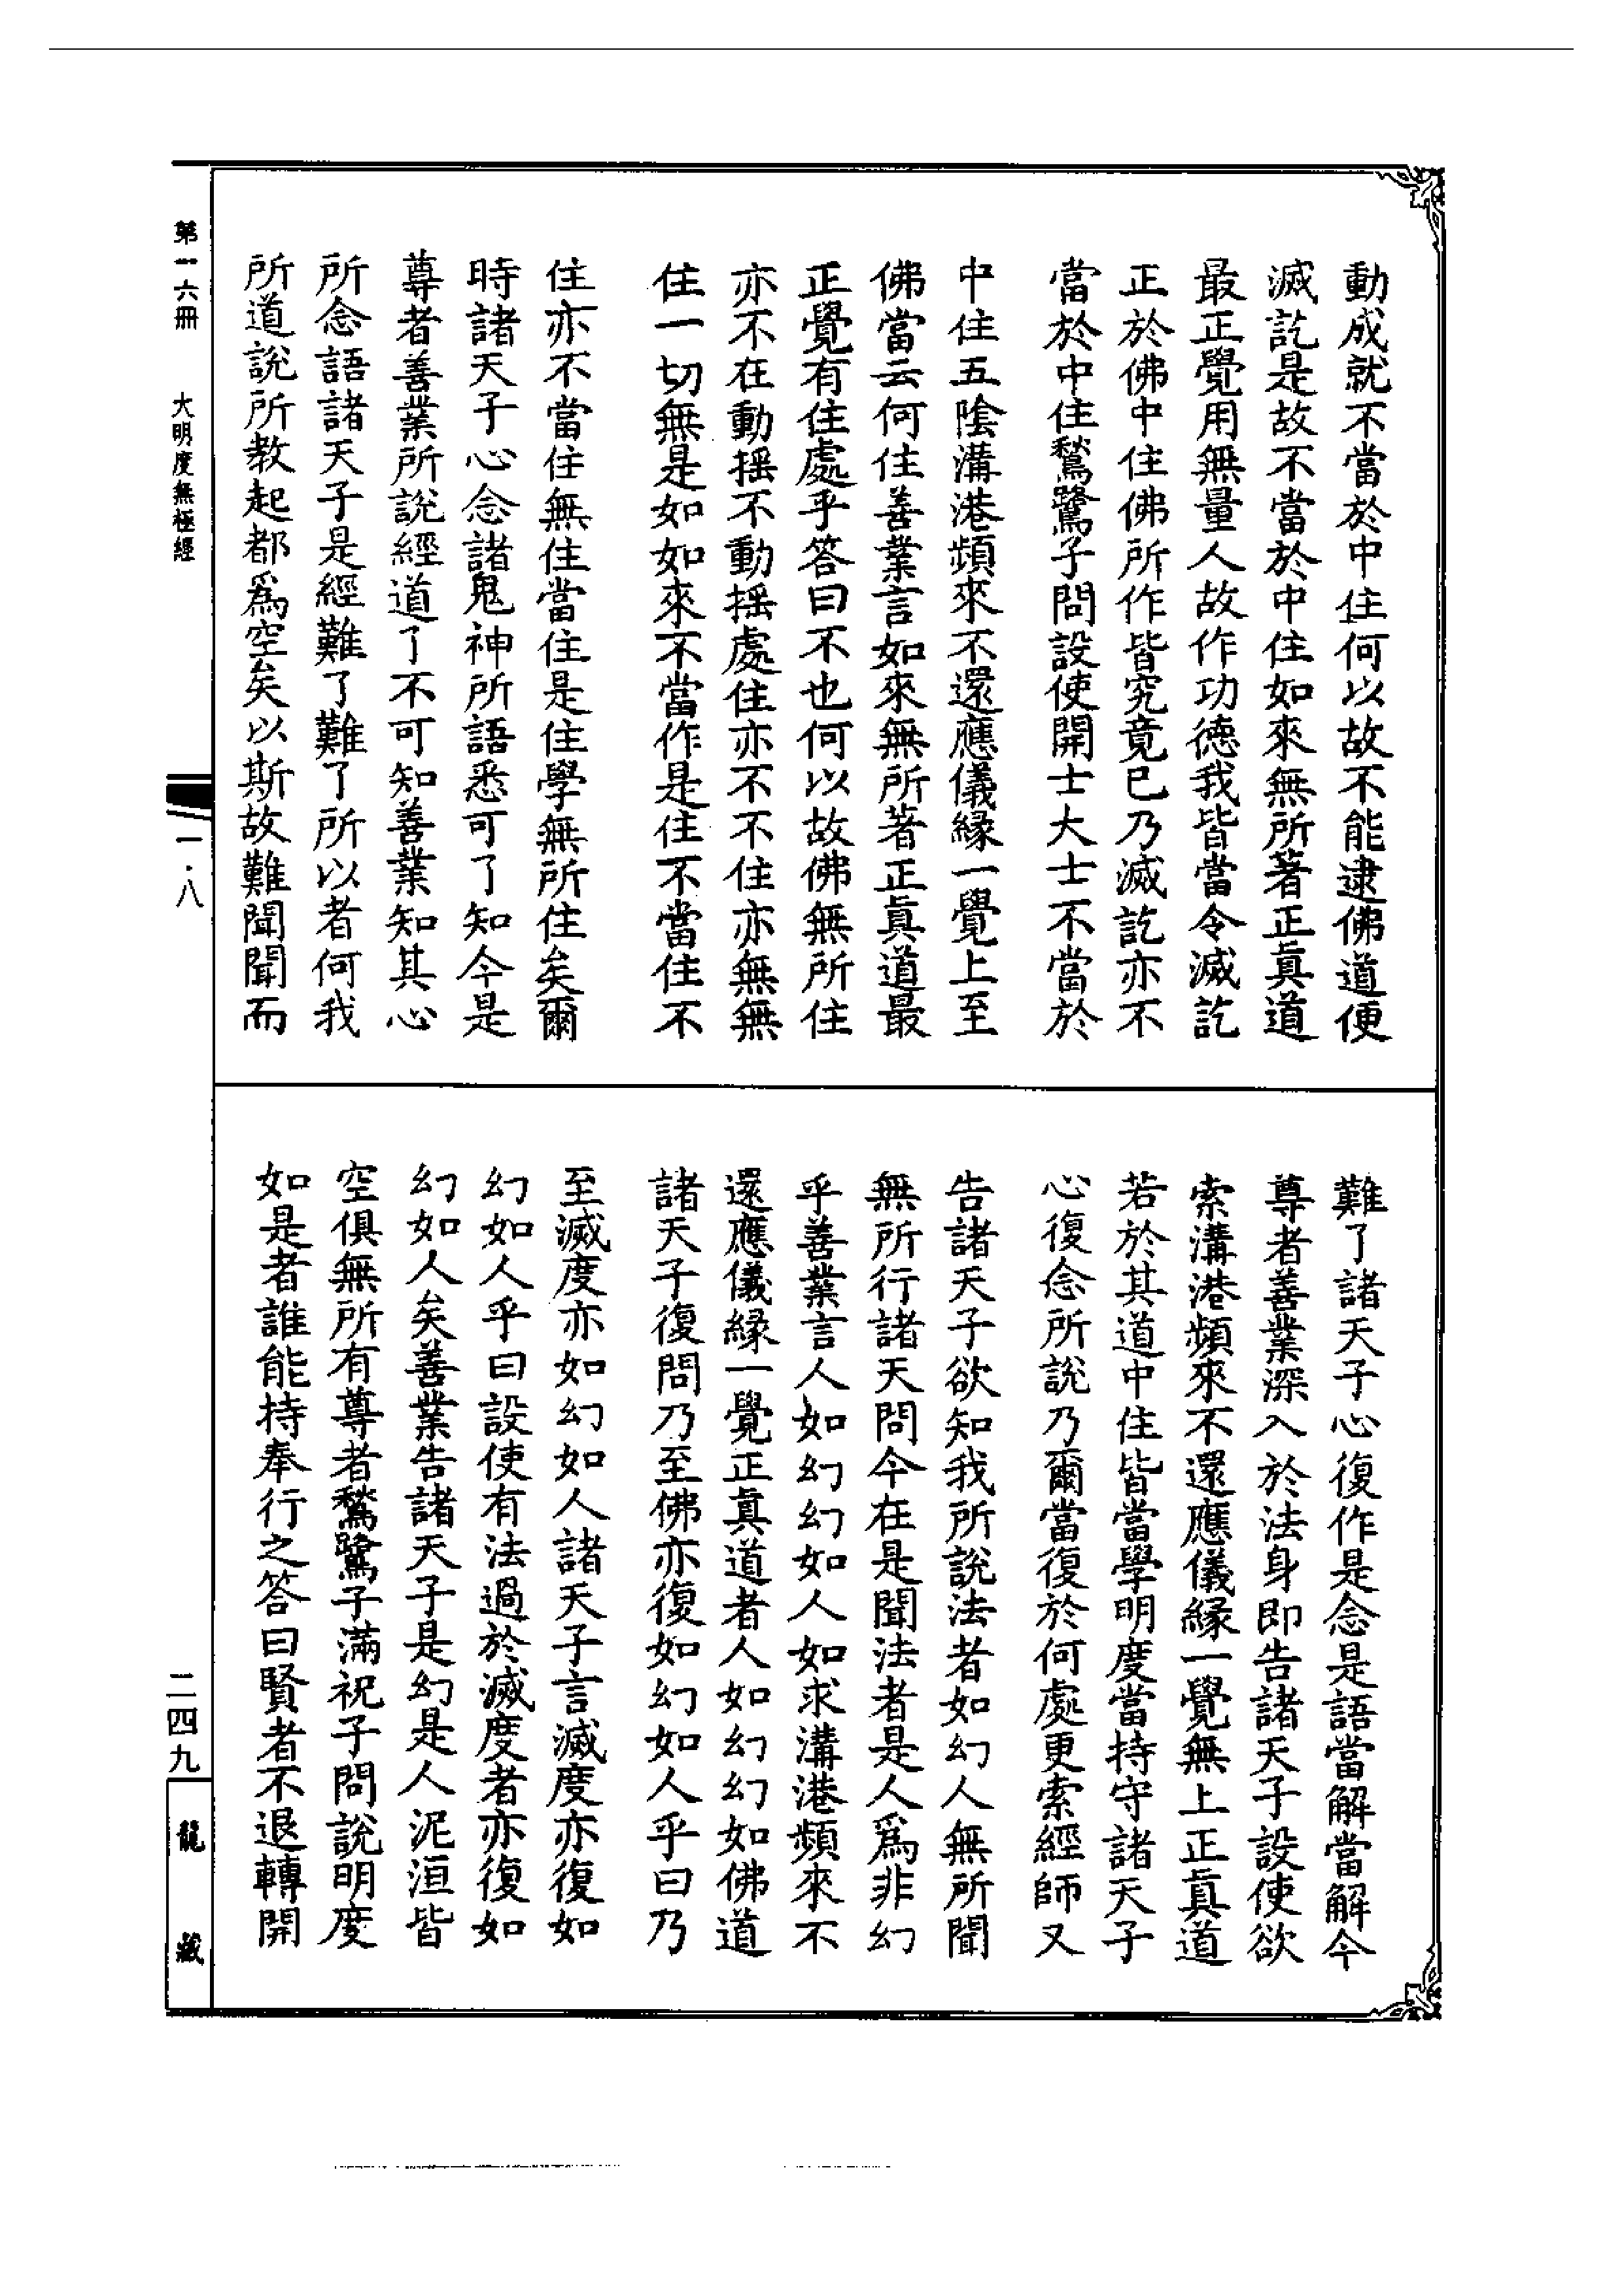 動成就不當於中住何以故不能逮佛道便
滅訖是故不當於中住如來無所著正真道
最正覺用無量人故作功德我皆當令滅訖
正於佛中住佛所作皆究竟已乃滅訖亦不
當於中住鶖鷺子問設使開士大士不當於
中住五陰溝港頻來不還應儀緣一覺上至
佛當云何住善業言如來無所著正眞道最
正覺有住處乎答曰不也何以故佛無所住
亦不在動搖不動搖處住亦不不住亦無無
住一切無是如如來不當作是住不當住不
住亦不當住無住當住是住學無所住矣爾
時諸天子心念諸鬼神所語悉可了知今是
尊者善業所說經道了不可知善業知其心
所念語諸天子是經難了難了所以者何我
所道說所教起都爲空矣以斯故難聞聞而
難了諸天子心復作是念是語當解當解今
尊者善業深入於法身即告諸天子設使欲
索溝港頻來不還應儀緣一覺無上正真道
若於其道中住皆當學明度當持守諸天子
心復念所說乃爾當復於何處更索經師又
告諸天子欲知我所說法者如幻人無所聞
無所行諸天問今在是聞法者是人爲非幻
乎善業言人如幻幻如人如求溝港頻來不
還應儀緣一覺正真道者人如幻幻如佛道
諸天子復問乃至佛亦復如幻如人乎曰乃
至滅度亦如幻如人諸天子言滅度亦復如
幻如人乎曰設使有法過於滅度者亦復如
幻如人矣善業告諸天子是幻是人泥洹皆
空俱無所有尊者鶖鷺子滿祝子問說明度
如是者誰能持奉行之答曰賢者不退轉開
第一六冊 大明度無極經 一·八 二四九 龍藏